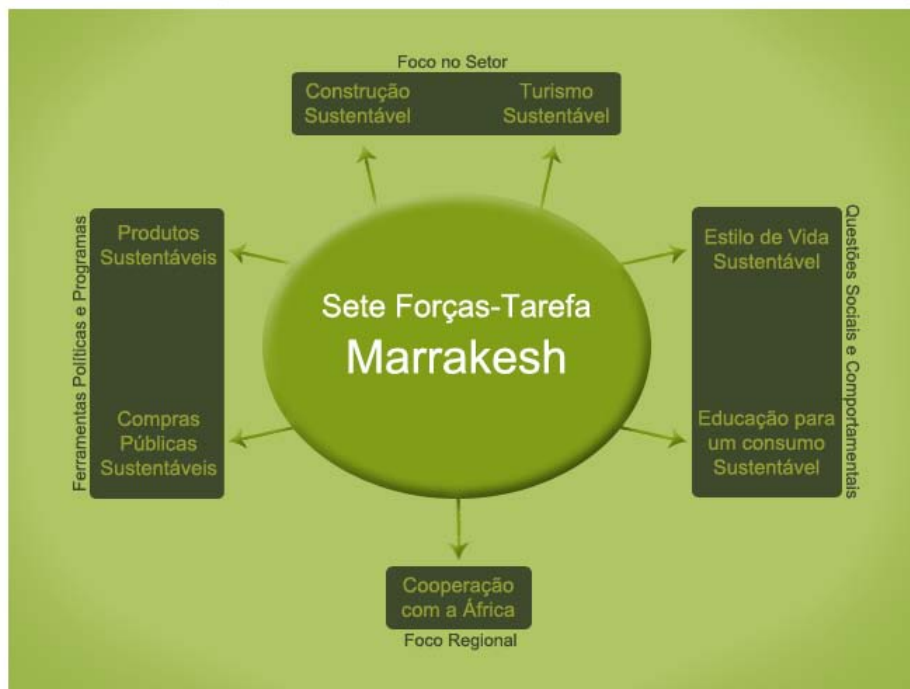 Foco no Setor
Construção
Sustentável
Turismo
Sustentável
Ferramentas Políticas e Programas
Produtos
Sustentáveis
Compras
Públicas
Sustentáveis
Sete Forças-Tarefa
Marrakesh
Estilo de Vida
Sustentável
Educação para
um consumo
Sustentável
Questões Sociais e Comportamentais
Cooperação
com a África
Foco Regional